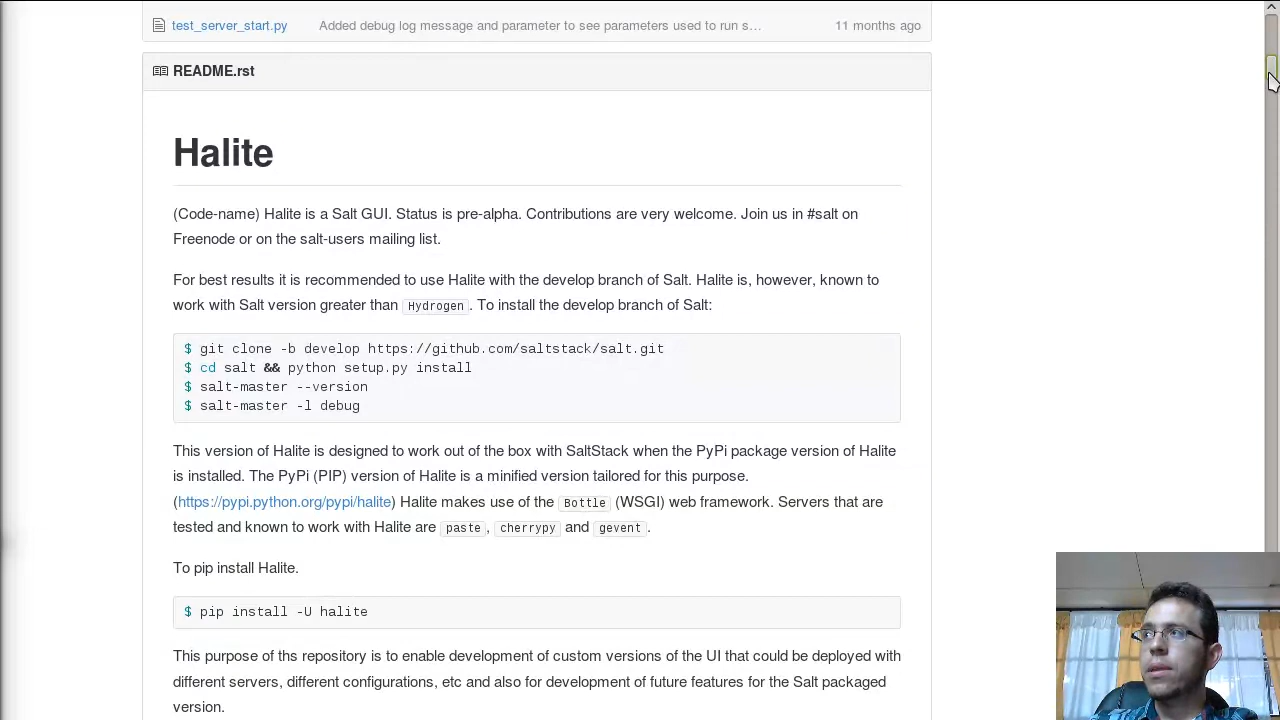 test_server_start.py Added debug log message and parameter to see parameters used to run s… 11 months ago
README.rst
Halite
(Code-name) Halite is a Salt GUI. Status is pre-alpha. Contributions are very welcome. Join us in #salt on
Freenode or on the salt-users mailing list.
For best results it is recommended to use Halite with the develop branch of Salt. Halite is, however, known to
work with Salt version greater than Hydrogen. To install the develop branch of Salt:
$ git clone -b develop https://github.com/saltstack/salt.git
$ cd salt && python setup.py install
$ salt-master --version
$ salt-master -l debug
This version of Halite is designed to work out of the box with SaltStack when the PyPi package version of Halite
is installed. The PyPi (PIP) version of Halite is a minified version tailored for this purpose.
(https://pypi.python.org/pypi/halite) Halite makes use of the Bottle (WSGI) web framework. Servers that are
tested and known to work with Halite are paste, cherrypy and gevent.
To pip install Halite.
$ pip install -U halite
This purpose of ths repository is to enable development of custom versions of the UI that could be deployed with
different servers, different configurations, etc and also for development of future features for the Salt packaged
version.